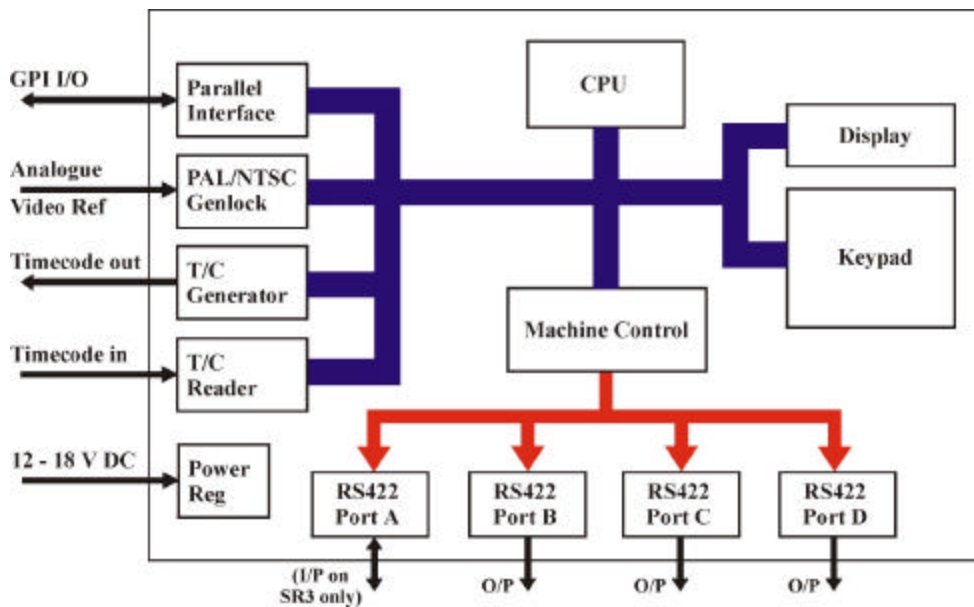 GPI I/O
Parallel
Interface
Analogue
Video Ref
PAL/NTSC
Genlock
Timecode out
T/C
Generator
Timecode in
T/C
Reader
12 - 18 V DC
Power
Reg
CPU
Display
Keypad
Machine Control
RS422
Port A
RS422
Port B
RS422
Port C
RS422
Port D
(I/P on
SR3 only)
O/P
O/P
O/P